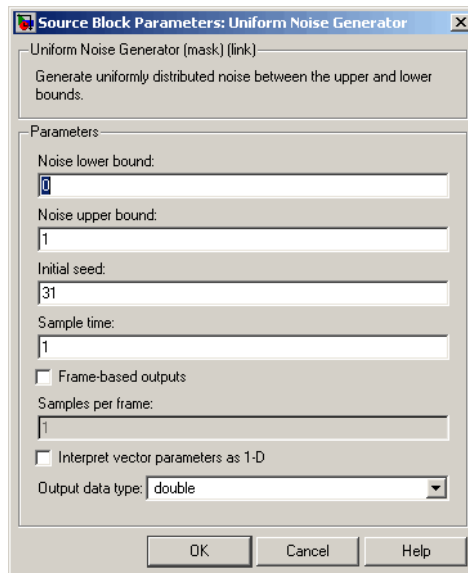 Source Block Parameters: Uniform Noise Generator
Uniform Noise Generator (mask) (link)
Generate uniformly distributed noise between the upper and lower
bounds.
Parameters
Noise lower bound:
0
Noise upper bound:
1
Initial seed:
31
Sample time:
1
Frame-based outputs
Samples per frame:
1
Interpret vector parameters as 1-D
Output data type: double
OK Cancel Help